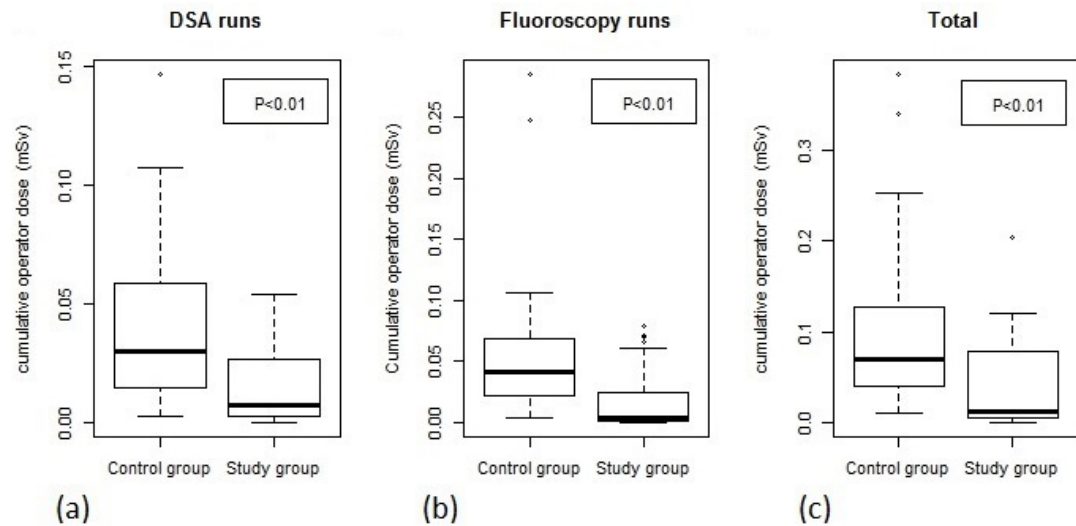 DSA runs
cumulative operator dose (mSv)
0.15
0.10
0.05
0.00
P<0.01
Control group Study group
(a)
Fluoroscopy runs
Cumulative operator dose (mSv)
0.25
0.20
0.15
0.10
0.05
0.00
P<0.01
Control group Study group
(b)
Total
cumulative operator dose (mSv)
0.3
0.2
0.1
0.0
P<0.01
Control group Study group
(c)